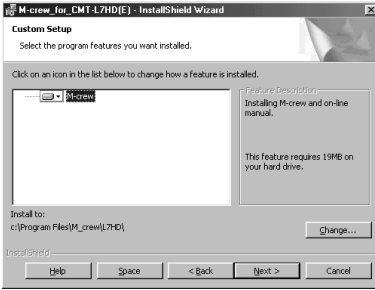 M-crew_for_CMT-L7HD(E) - InstallShield Wizard
Custom Setup
Select the program features you want installed.
Click on an icon in the list below to change how a feature is installed.
M-crew
Feature Description
Installing M-crew and on-line
manual.
This feature requires 19MB on
your hard drive.
Install to:
c:\Program Files\M_crew\L7HD\
Change...
InstallShield
Help
Space
< Back
Next >
Cancel